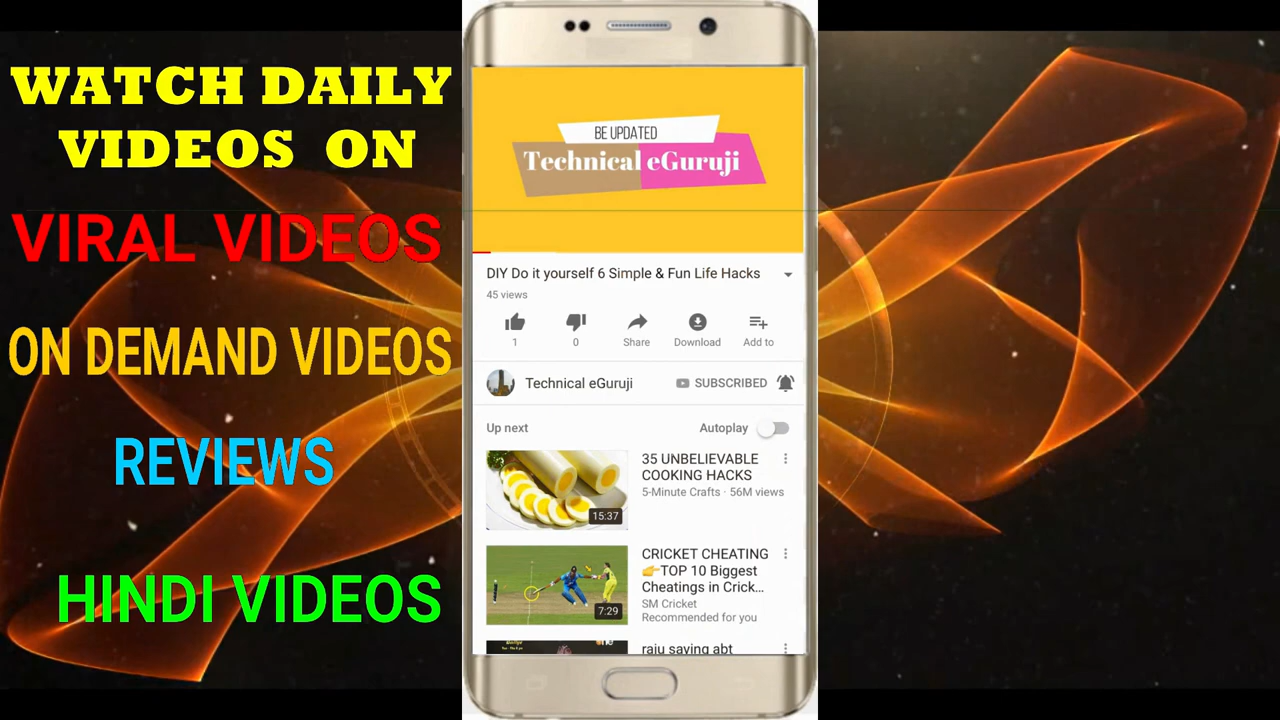 WATCH DAILY
VIDEOS ON
VIRAL VIDEOS
ON DEMAND VIDEOS
REVIEWS
HINDI VIDEOS
BE UPDATED
Technical eGuruji
DIY Do it yourself 6 Simple & Fun Life Hacks
45 views
1
0
Share
Download
Add to
Technical eGuruji
SUBSCRIBED
Up next
Autoplay
35 UNBELIEVABLE
COOKING HACKS
5-Minute Crafts · 56M views
15:37
CRICKET CHEATING
👉TOP 10 Biggest
Cheatings in Crick...
SM Cricket
Recommended for you
7:29
raju saying abt